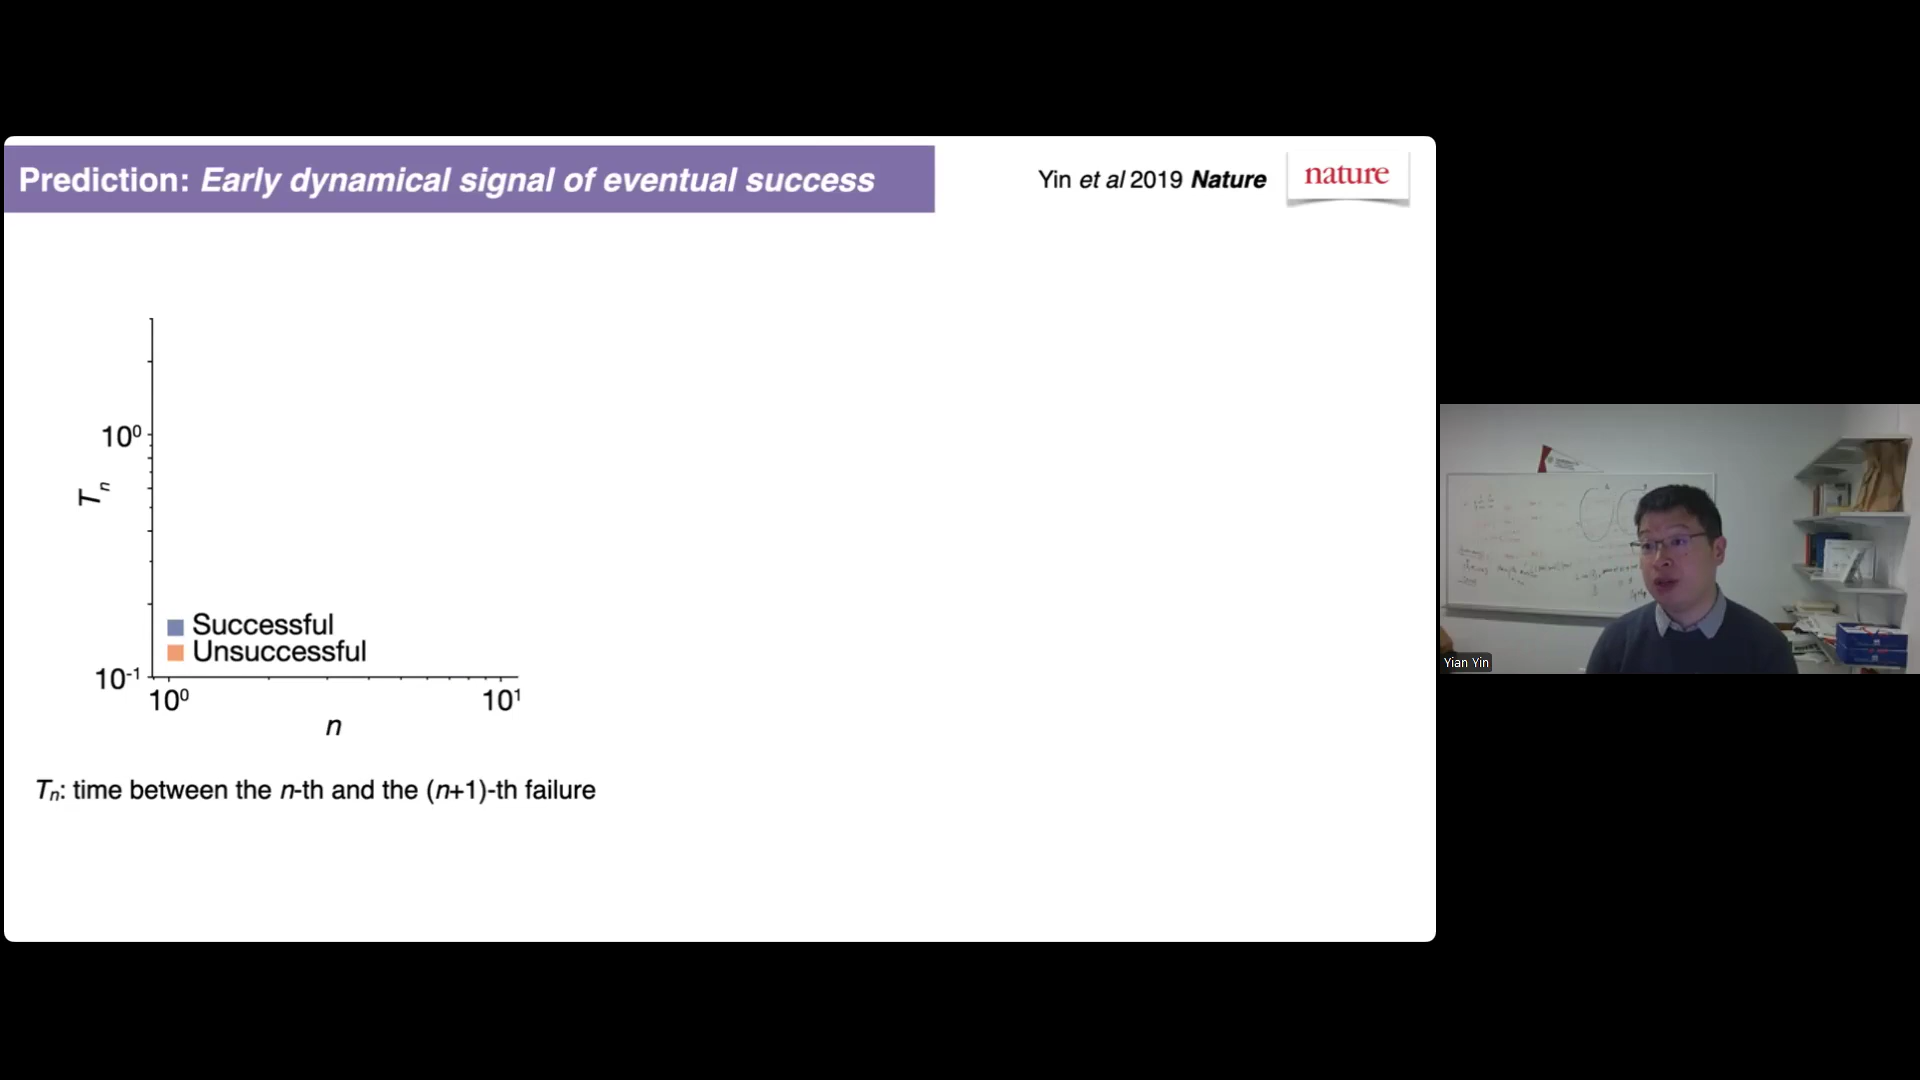 Prediction: Early dynamical signal of eventual success
Yin et al 2019 Nature
nature
10⁰
Tₙ
Successful
Unsuccessful
10⁻¹
10⁰
10¹
n
Tₙ: time between the n-th and the (n+1)-th failure
Yian Yin